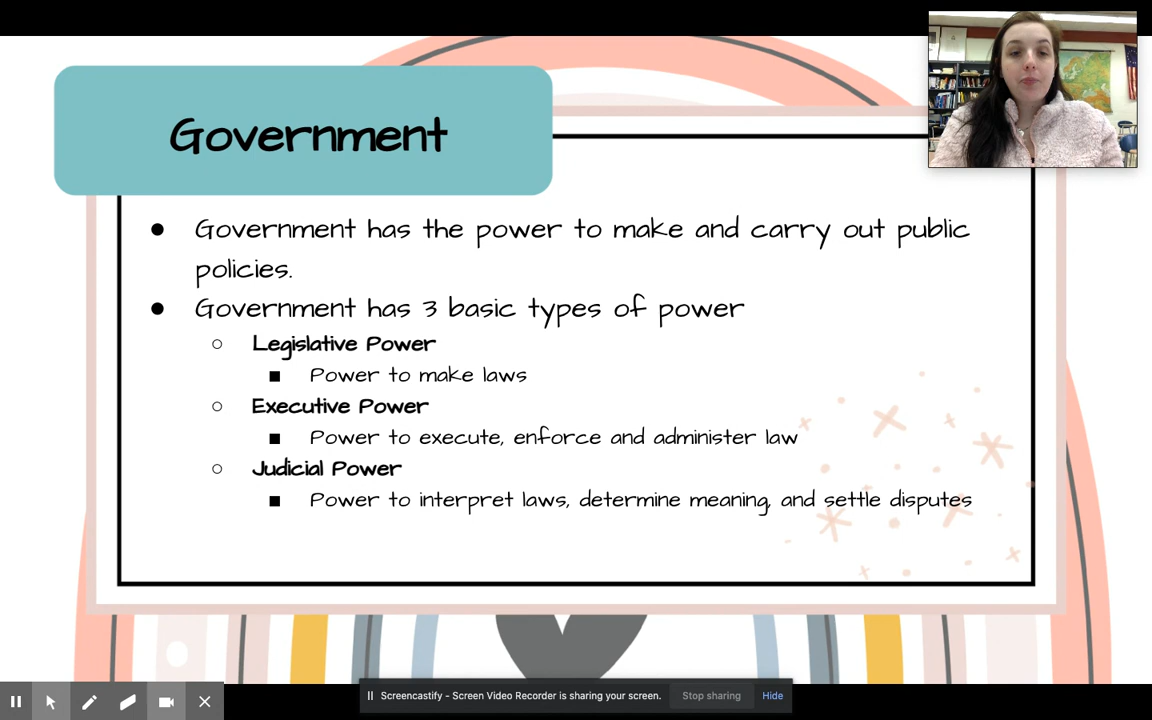 Government
Government has the power to make and carry out public
policies.
Government has 3 basic types of power
Legislative Power
Power to make laws
Executive Power
Power to execute, enforce and administer law
Judicial Power
Power to interpret laws, determine meaning, and settle disputes
Screencastify - Screen Video Recorder is sharing your screen.
Stop sharing
Hide